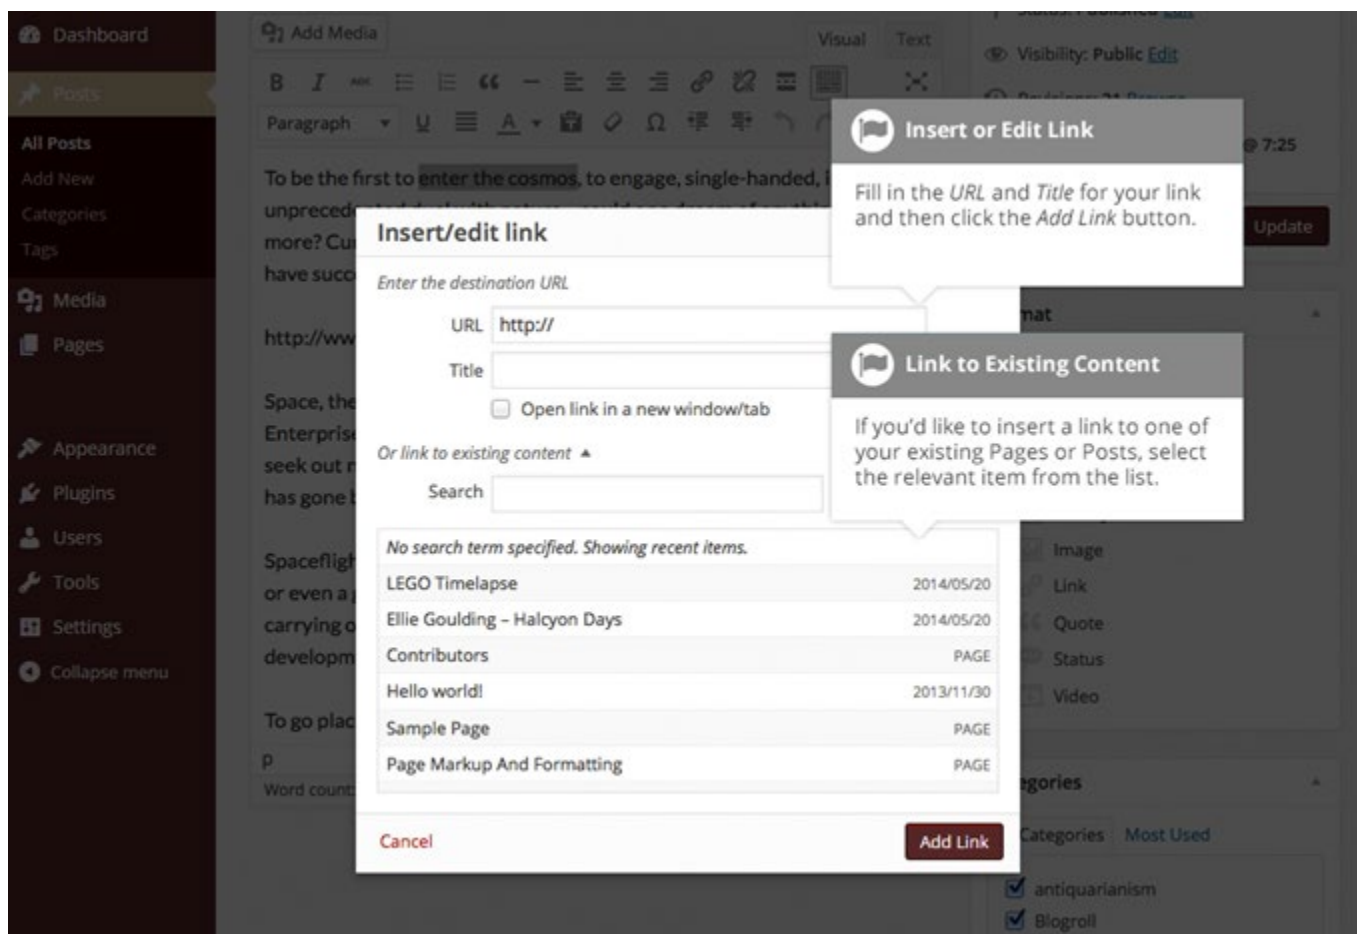 Dashboard
Posts
All Posts
Add New
Categories
Tags
Media
Pages
Appearance
Plugins
Users
Tools
Settings
Collapse menu
Add Media
Visual
Text
B I ABC
Paragraph
U A Ω
To be the first to enter the cosmos, to engage, single-handed,
more? Cu
have succ
http://ww
Space, the
Enterprise
seek out
has gone
Spacefligh
or even a
carrying o
developm
To go plac
p
Word count:
Visibility: Public Edit
@ 7:25
Update
Insert or Edit Link
Fill in the URL and Title for your link
and then click the Add Link button.
Insert/edit link
Enter the destination URL
URL http://
Title
Open link in a new window/tab
Or link to existing content
Search
Link to Existing Content
If you’d like to insert a link to one of
your existing Pages or Posts, select
the relevant item from the list.
No search term specified. Showing recent items.
LEGO Timelapse 2014/05/20
Ellie Goulding – Halcyon Days 2014/05/20
Contributors PAGE
Hello world! 2013/11/30
Sample Page PAGE
Page Markup And Formatting PAGE
Cancel
Add Link
mat
Image
Link
Quote
Status
Video
egories
Categories Most Used
antiquarianism
Blogroll